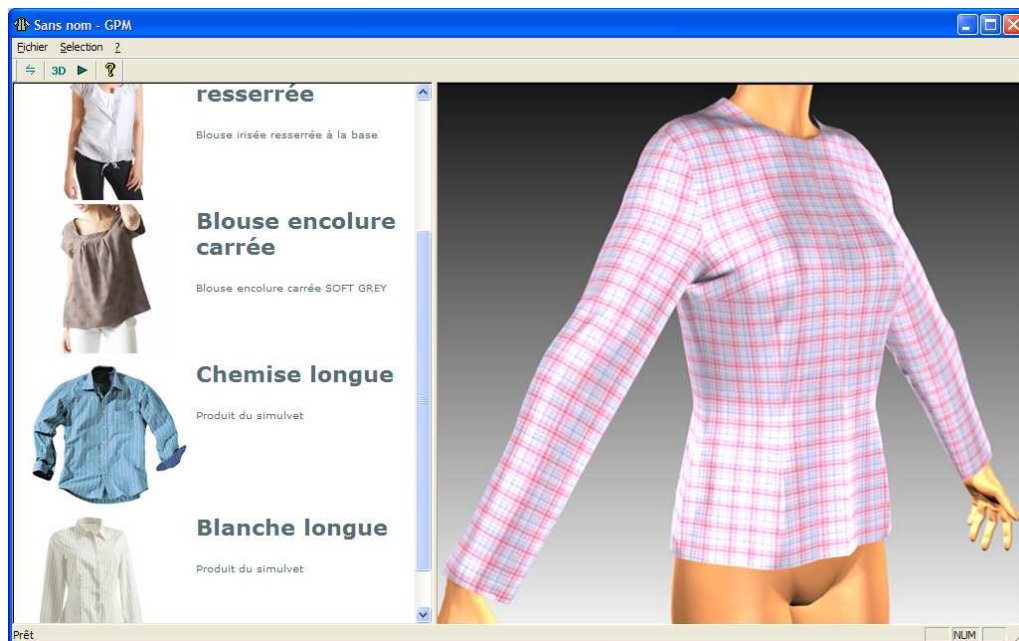 Sans nom - GPM
Fichier Selection ?
3D
resserrée
Blouse irisée resserrée à la base
Blouse encolure
carrée
Blouse encolure carrée SOFT GREY
Chemise longue
Produit du simulvet
Blanche longue
Produit du simulvet
Prêt
NUM